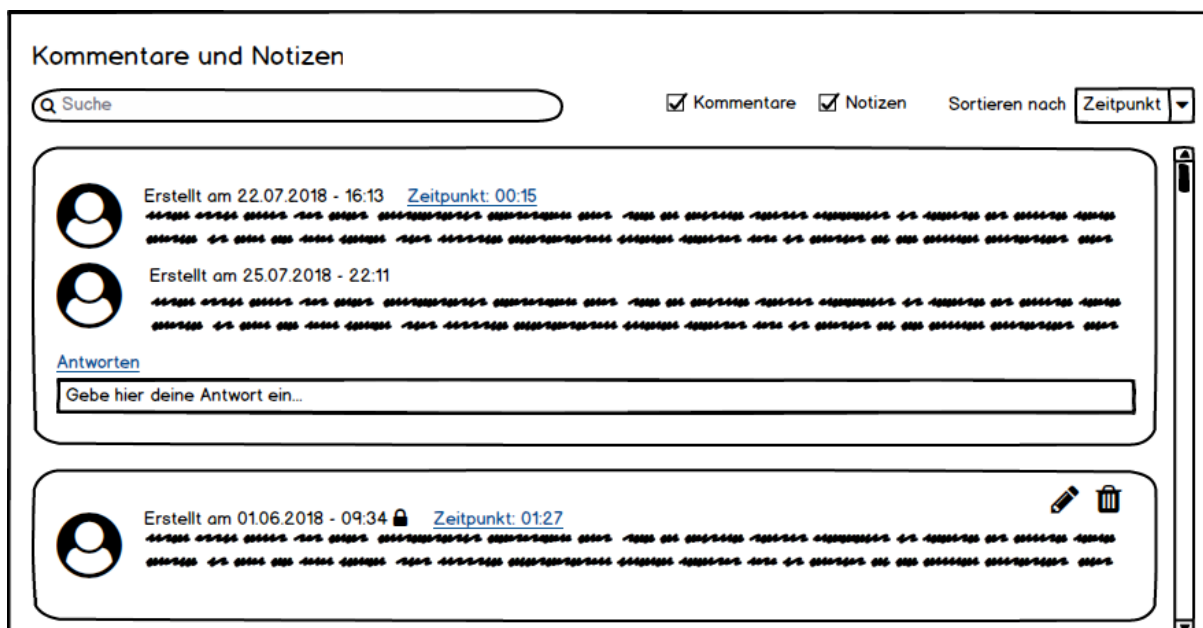 Kommentare und Notizen
Suche
Kommentare Notizen Sortieren nach Zeitpunkt
Erstellt am 22.07.2018 - 16:13 Zeitpunkt: 00:15
Erstellt am 25.07.2018 - 22:11
Antworten
Gebe hier deine Antwort ein...
Erstellt am 01.06.2018 - 09:34 Zeitpunkt: 01:27